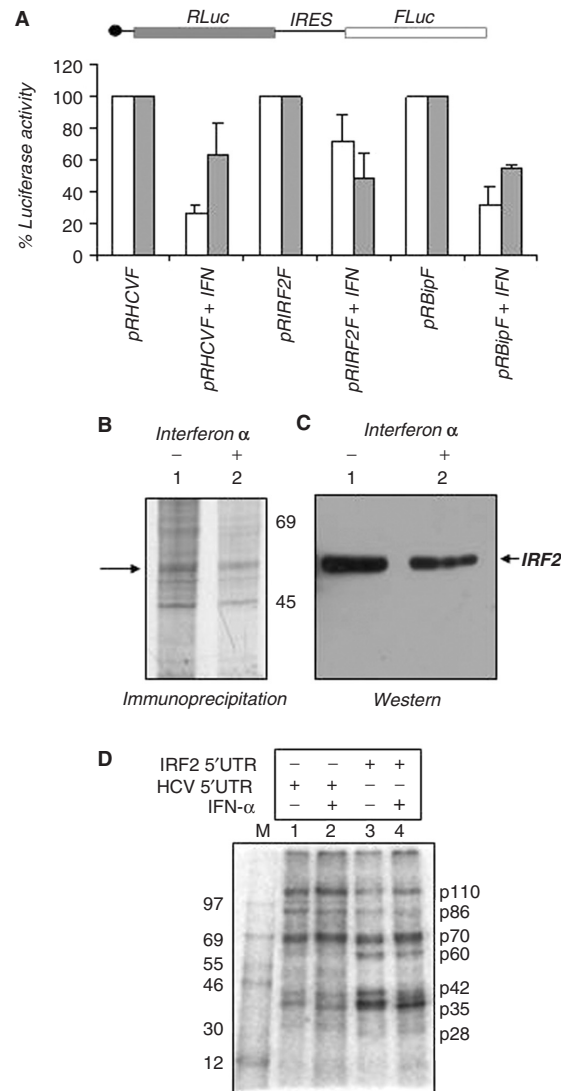 A
RLuc IRES FLuc
% Luciferase activity
120
100
80
60
40
20
0
pRHCVF
pRHCVF + IFN
pRIRF2F
pRIRF2F + IFN
pRBipF
pRBipF + IFN
B
Interferon α
− +
1 2
69
45
Immunoprecipitation
C
Interferon α
− +
1 2
IRF2
Western
D
IRF2 5′UTR − − + +
HCV 5′UTR + + − −
IFN-α − + − +
M 1 2 3 4
97
69
55
46
30
12
p110
p86
p70
p60
p42
p35
p28